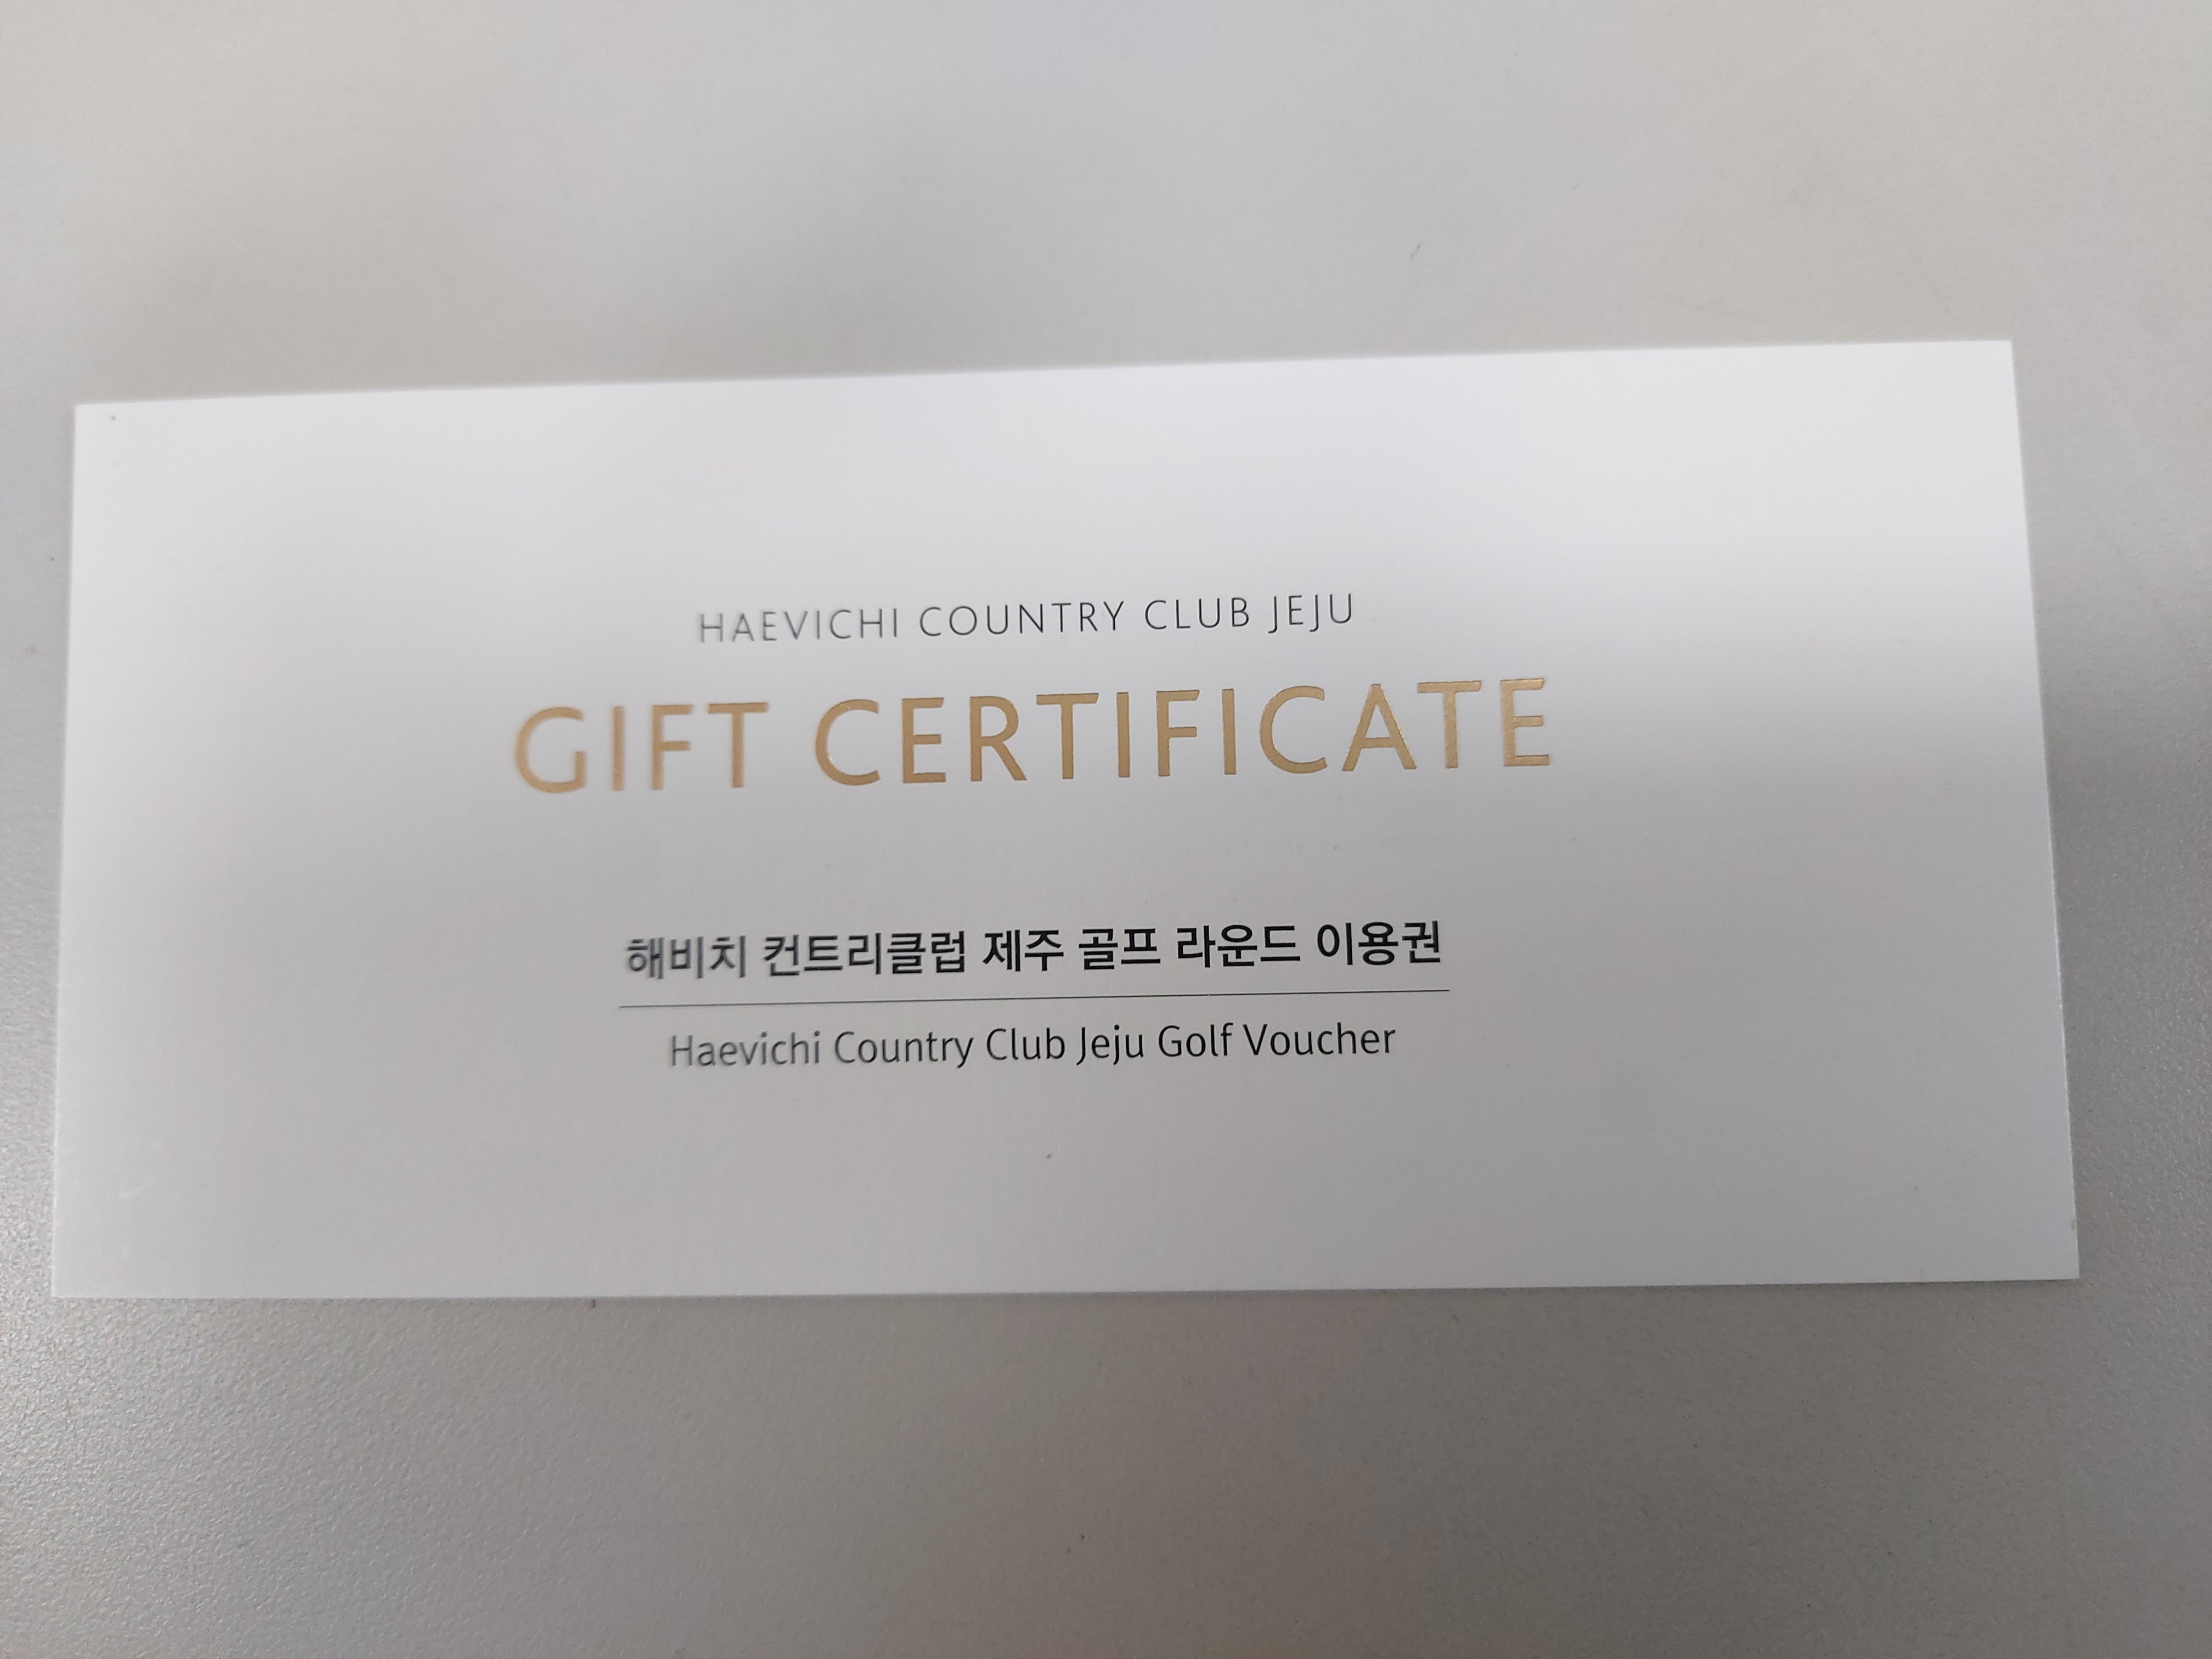 HAEVICHI COUNTRY CLUB JEJU
GIFT CERTIFICATE
해비치 컨트리클럽 제주 골프 라운드 이용권
Haevichi Country Club Jeju Golf Voucher